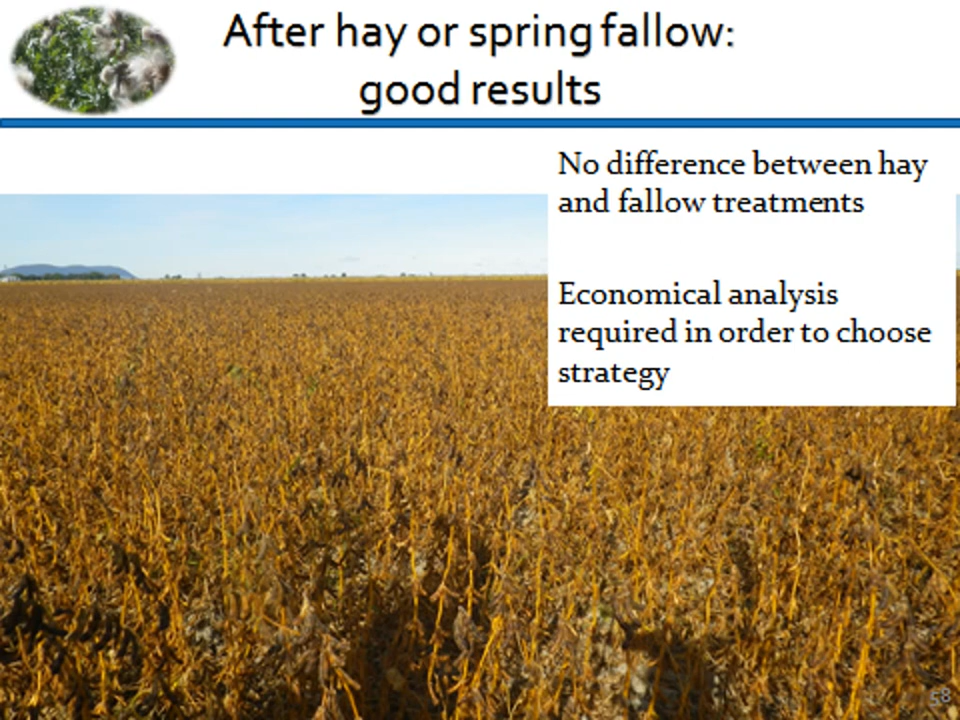 After hay or spring fallow:
good results
No difference between hay
and fallow treatments
Economical analysis
required in order to choose
strategy
58